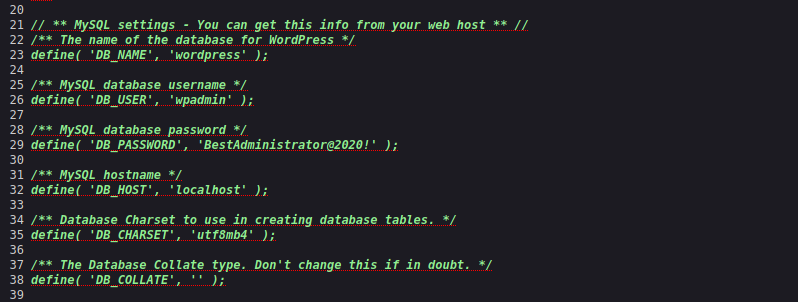 20
21 // ** MySQL settings - You can get this info from your web host ** //
22 /** The name of the database for WordPress */
23 define( 'DB_NAME', 'wordpress' );
24
25 /** MySQL database username */
26 define( 'DB_USER', 'wpadmin' );
27
28 /** MySQL database password */
29 define( 'DB_PASSWORD', 'BestAdministrator@2020!' );
30
31 /** MySQL hostname */
32 define( 'DB_HOST', 'localhost' );
33
34 /** Database Charset to use in creating database tables. */
35 define( 'DB_CHARSET', 'utf8mb4' );
36
37 /** The Database Collate type. Don't change this if in doubt. */
38 define( 'DB_COLLATE', '' );
39